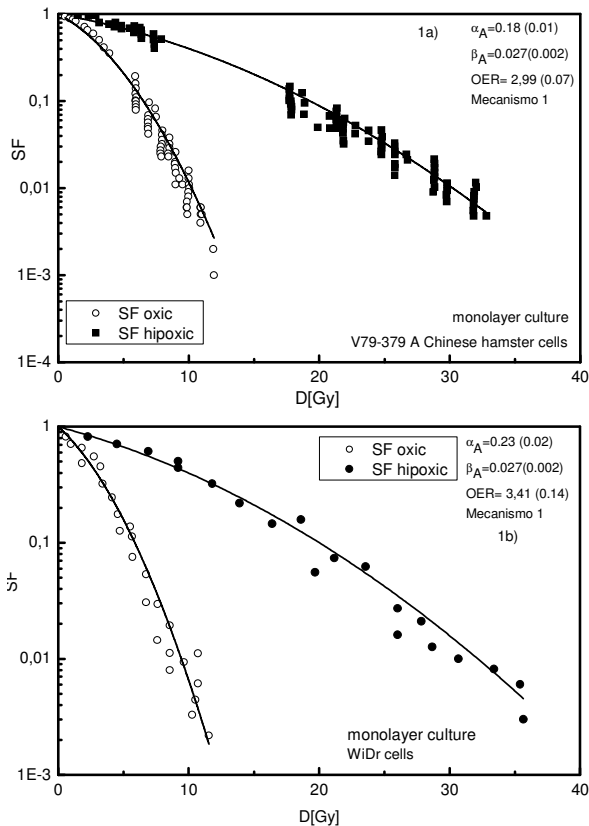 1
0,1
0,01
1E-3
1E-4
SF
0
10
20
30
40
D[Gy]
1a)
αA=0.18 (0.01)
βA=0.027(0.002)
OER= 2,99 (0.07)
Mecanismo 1
SF oxic
SF hipoxic
monolayer culture
V79-379 A Chinese hamster cells
1
0,1
0,01
1E-3
SF
0
10
20
30
40
D[Gy]
SF oxic
SF hipoxic
αA=0.23 (0.02)
βA=0.027(0.002)
OER= 3,41 (0.14)
Mecanismo 1
1b)
monolayer culture
WiDr cells